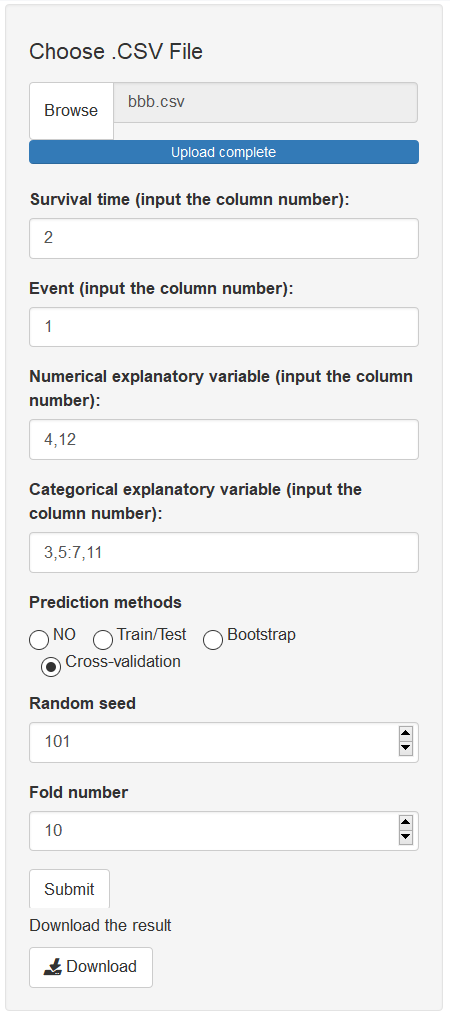 Choose .CSV File
Browse bbb.csv
Upload complete
Survival time (input the column number):
2
Event (input the column number):
1
Numerical explanatory variable (input the column
number):
4,12
Categorical explanatory variable (input the
column number):
3,5:7,11
Prediction methods
NO Train/Test Bootstrap
Cross-validation
Random seed
101
Fold number
10
Submit
Download the result
Download